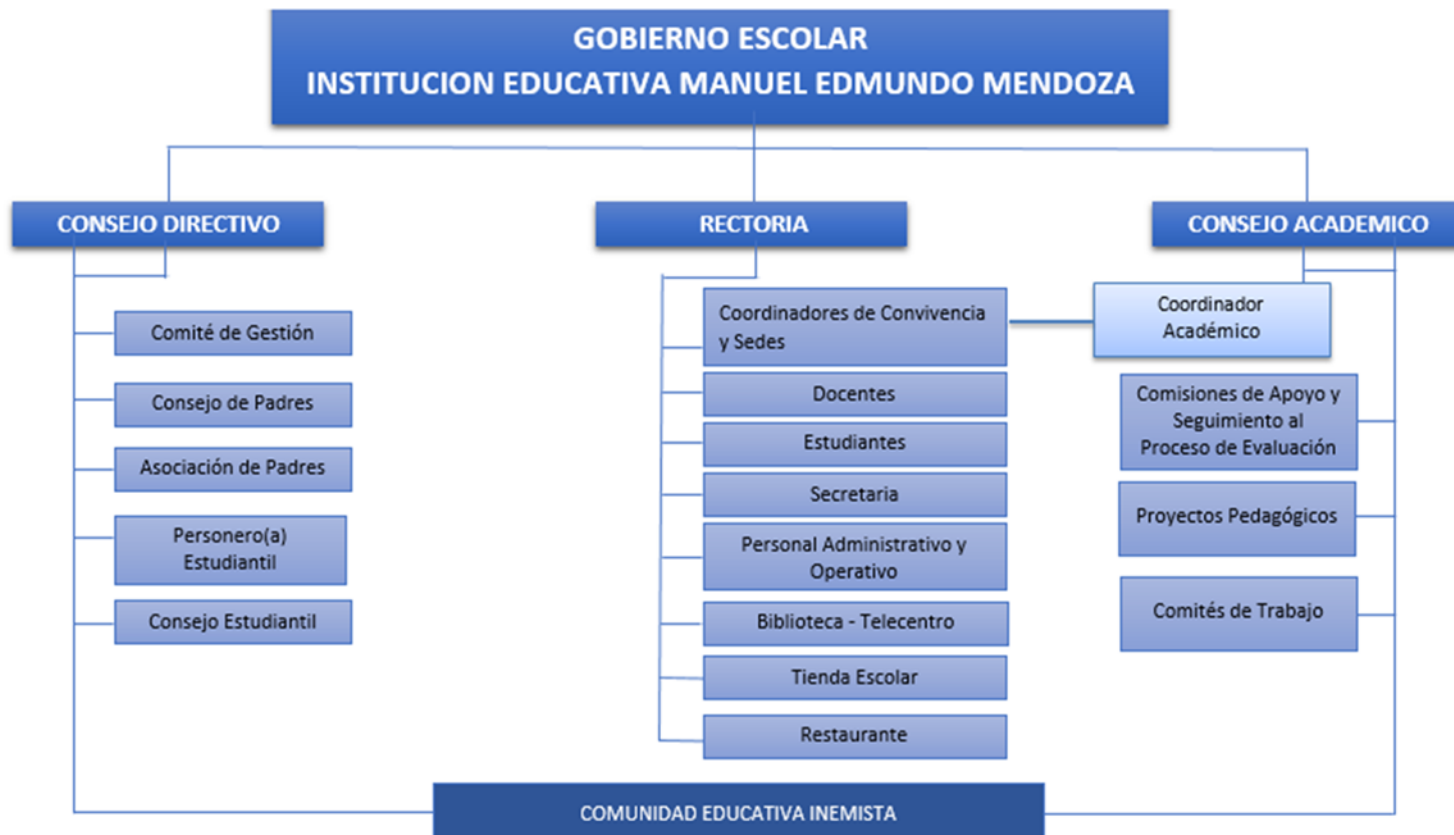 GOBIERNO ESCOLAR
INSTITUCION EDUCATIVA MANUEL EDMUNDO MENDOZA
CONSEJO DIRECTIVO
Comité de Gestión
Consejo de Padres
Asociación de Padres
Personero(a)
Estudiantil
Consejo Estudiantil
RECTORIA
Coordinadores de Convivencia
y Sedes
Docentes
Estudiantes
Secretaria
Personal Administrativo y
Operativo
Biblioteca - Telecentro
Tienda Escolar
Restaurante
CONSEJO ACADEMICO
Coordinador
Académico
Comisiones de Apoyo y
Seguimiento al
Proceso de Evaluación
Proyectos Pedagógicos
Comités de Trabajo
COMUNIDAD EDUCATIVA INEMISTA